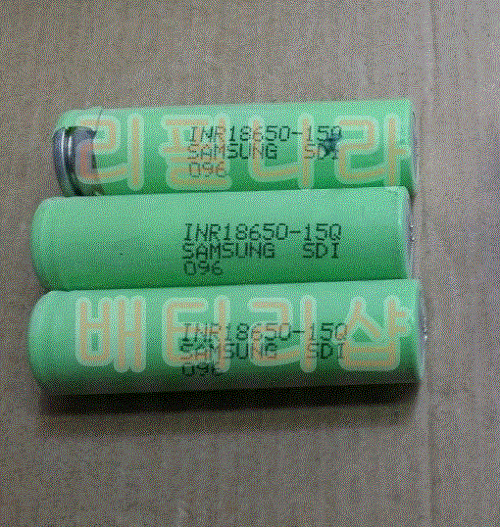 INR18650-15Q
SAMSUNG SDI
096
리필나라
INR18650-15Q
SAMSUNG SDI
096
INR18650-15Q
SAMSUNG SDI
096
배터리샵